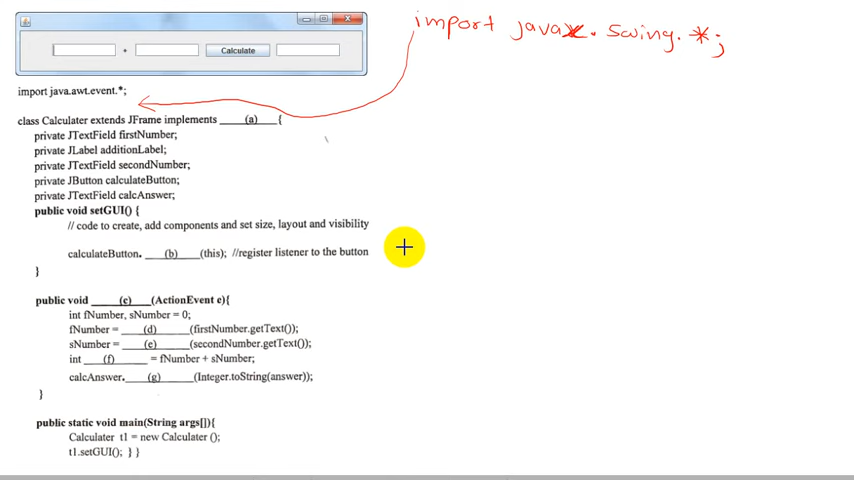 + Calculate
import javax.swing.*;
import java.awt.event.*;
class Calculater extends JFrame implements ____(a)____ {
private JTextField firstNumber;
private JLabel additionLabel;
private JTextField secondNumber;
private JButton calculateButton;
private JTextField calcAnswer;
public void setGUI() {
// code to create, add components and set size, layout and visibility
calculateButton. ____(b)____(this); //register listener to the button
}
public void ____(c)____(ActionEvent e){
int fNumber, sNumber = 0;
fNumber = ____(d)____(firstNumber.getText());
sNumber = ____(e)____(secondNumber.getText());
int ____(f)____ = fNumber + sNumber;
calcAnswer.____(g)____(Integer.toString(answer));
}
public static void main(String args[]){
Calculater t1 = new Calculater ();
t1.setGUI(); } }